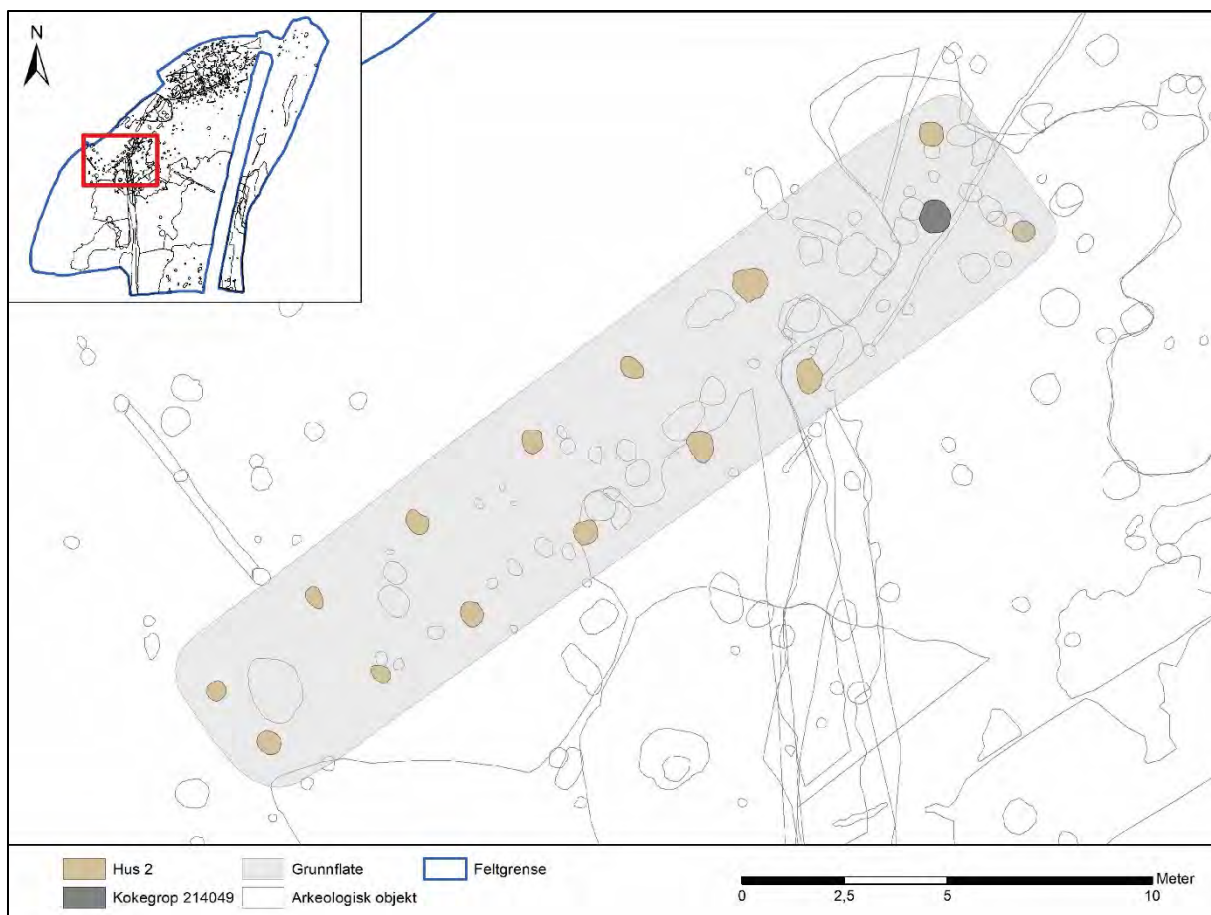 N
Hus 2
Grunnflate
Feltgrense
Kokegrop 214049
Arkeologisk objekt
Meter
0
2,5
5
10